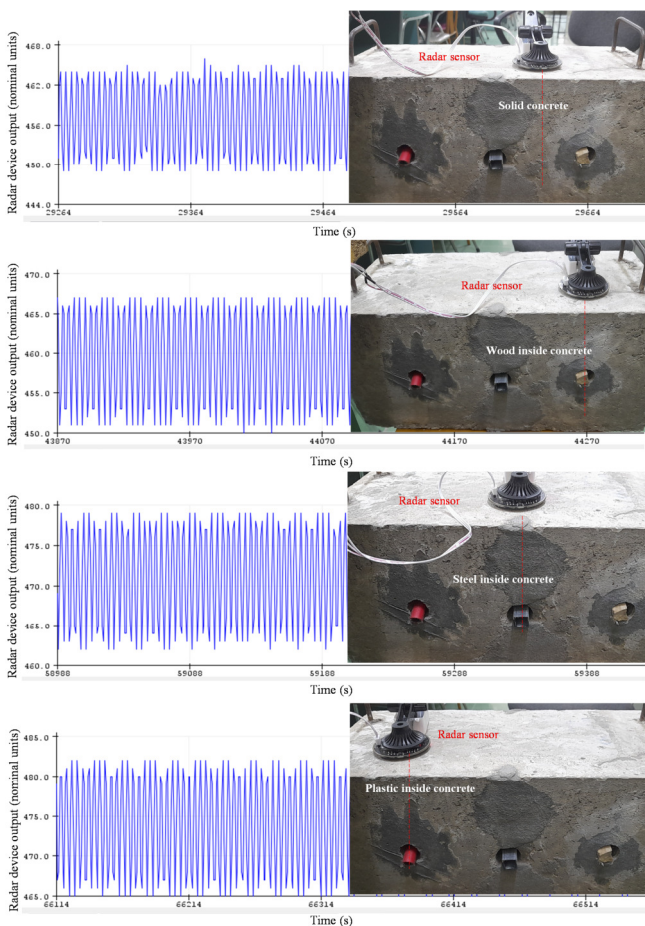 Radar device output (nominal units)
468.0
462.0
456.0
450.0
444.0
29264
29364
29464
29564
29664
Time (s)
Radar sensor
Solid concrete
Radar device output (nominal units)
470.0
465.0
460.0
455.0
450.0
43870
43970
44070
44170
44270
Time (s)
Radar sensor
Wood inside concrete
Radar device output (nominal units)
480.0
475.0
470.0
465.0
460.0
58900
59000
59100
59200
59300
Time (s)
Radar sensor
Steel inside concrete
Radar device output (nominal units)
485.0
480.0
475.0
470.0
465.0
66114
66214
66314
66414
66514
Time (s)
Radar sensor
Plastic inside concrete